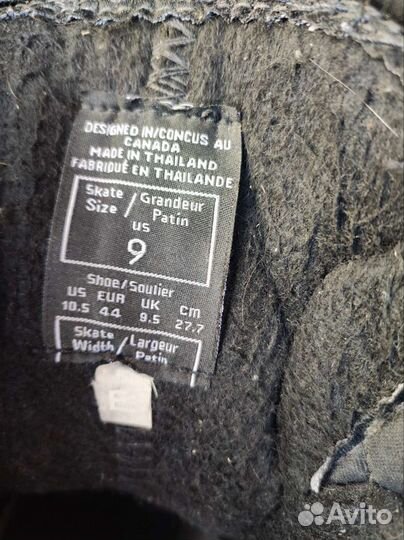 DESIGNED IN/CONCUS AU
CANADA
MADE IN THAILAND
FABRIQUÉ EN THAILANDE
Skate / Grandeur
Size / Patin
US
9
Shoe/Soulier
US EUR UK CM
10.5 44 9.5 27.7
Skate / Largeur
Width / Patin
E
Avito